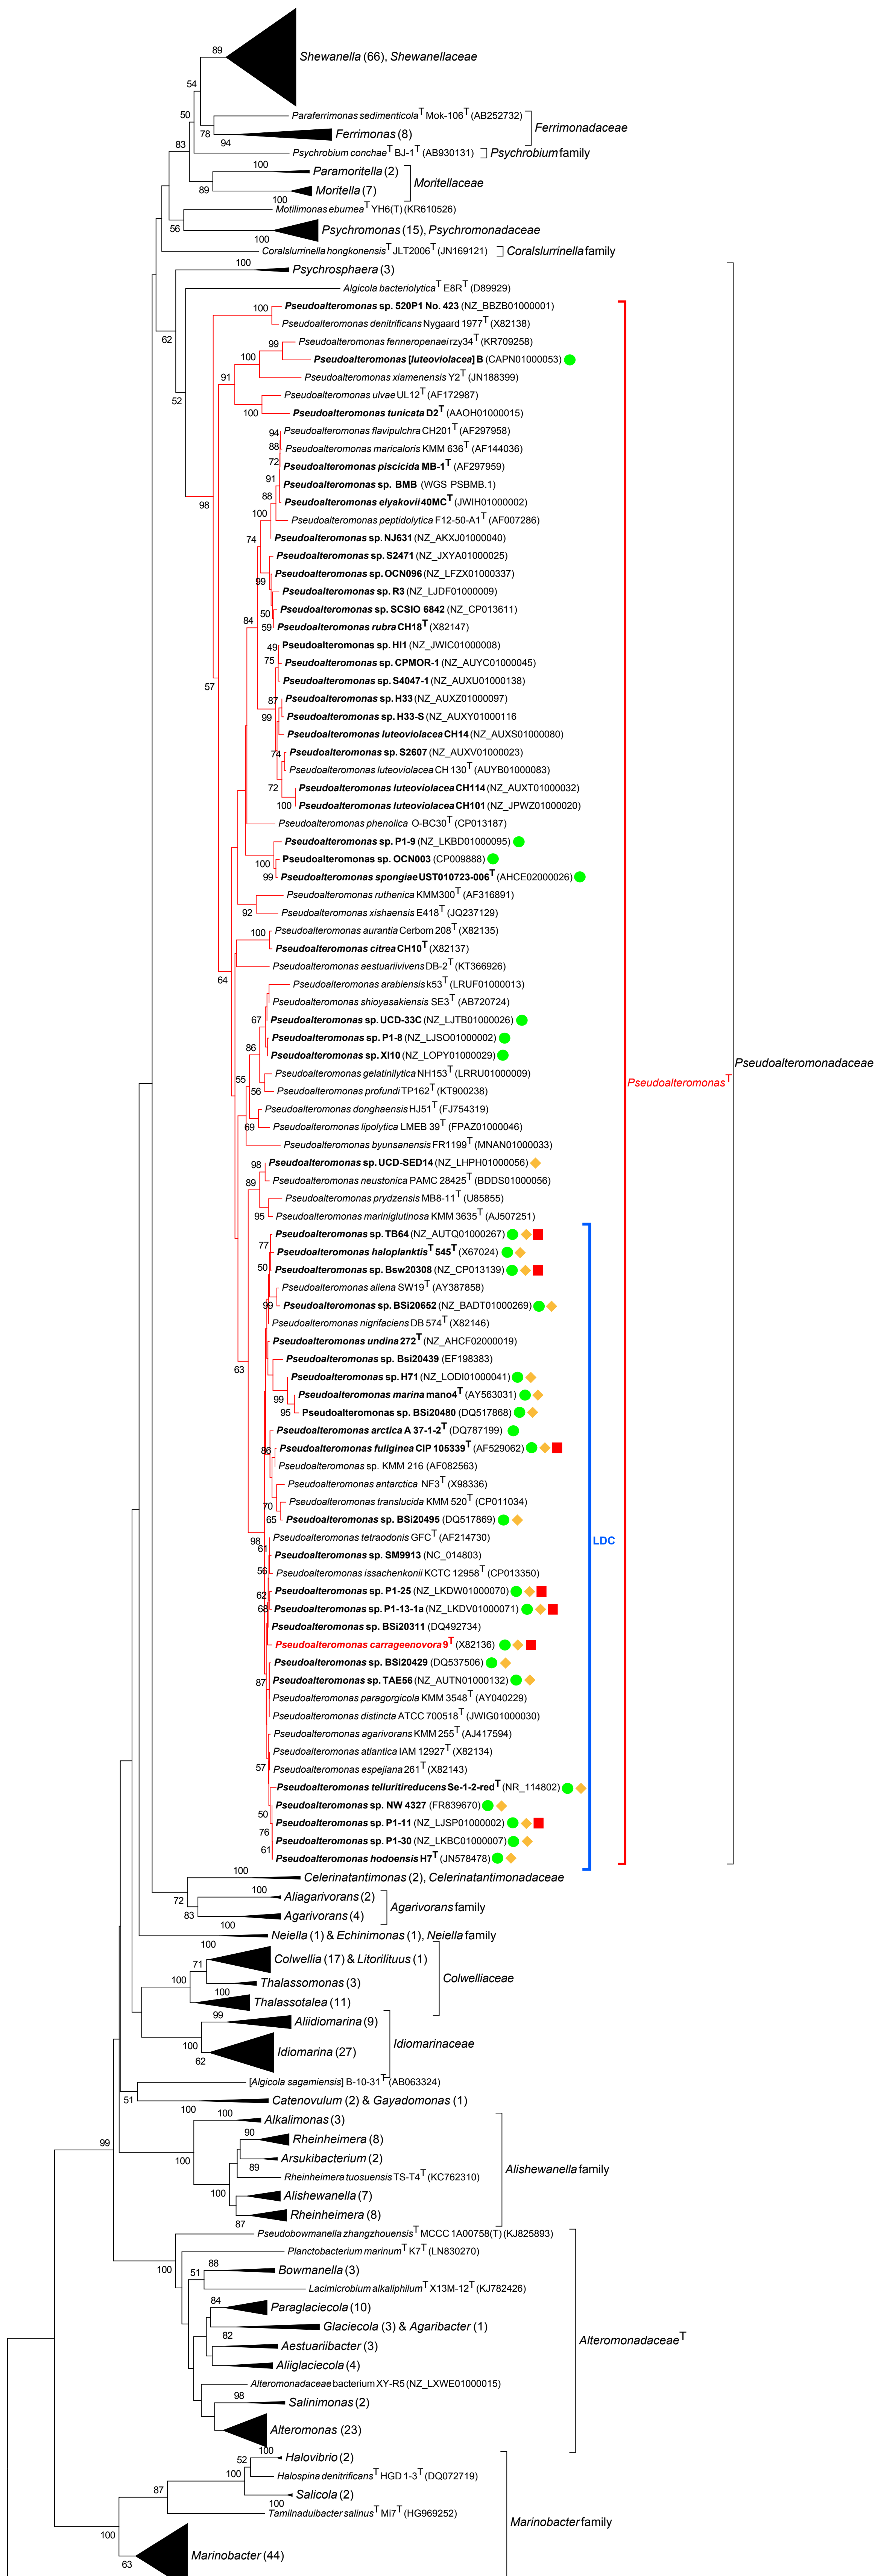 89
Shewanella (66), Shewanellaceae
54
50
Paraferrimonas sedimenticola T Mok-106 T (AB252732)
78
94
Ferrimonas (8)
Ferrimonadaceae
83
Psychrobium conchae T BJ-1 T (AB930131)
Psychrobium family
100
Paramoritella (2)
89
Moritella (7)
100
Moritellaceae
Motilimonas eburnea T YH6(T) (KR610526)
56
Psychromonas (15), Psychromonadaceae
100
Coralslurrinella hongkonensis T JLT2006 T (JN169121)
Coralslurrinella family
100
Psychrosphaera (3)
Algicola bacteriolytica T E8R T (D89929)
62
Pseudoalteromonas sp. 520P1 No. 423 (NZ_BBZB01000001)
100
Pseudoalteromonas denitrificans Nygaard 1977 T (X82138)
Pseudoalteromonas fenneropenaei rzy34 T (KR709258)
99
100
Pseudoalteromonas [luteoviolacea] B (CAPN01000053)
91
Pseudoalteromonas xiamenensis Y2 T (JN188399)
52
Pseudoalteromonas ulvae UL12 T (AF172987)
100
Pseudoalteromonas tunicata D2 T (AAOH01000015)
94
Pseudoalteromonas flavipulchra CH201 T (AF297958)
88
Pseudoalteromonas maricaloris KMM 636 T (AF144036)
72
Pseudoalteromonas piscicida MB-1 T (AF297959)
91
Pseudoalteromonas sp. BMB (WGS PSBMB.1)
88
Pseudoalteromonas elyakovii 40MC T (JWIH01000002)
98
100
Pseudoalteromonas peptidolytica F12-50-A1 T (AF007286)
74
Pseudoalteromonas sp. NJ631 (NZ_AKXJ01000040)
Pseudoalteromonas sp. S2471 (NZ_JXYA01000025)
Pseudoalteromonas sp. OCN096 (NZ_LFZX01000337)
99
Pseudoalteromonas sp. R3 (NZ_LJDF01000009)
50
Pseudoalteromonas sp. SCSIO 6842 (NZ_CP013611)
84
59
Pseudoalteromonas rubra CH18 T (X82147)
49
Pseudoalteromonas sp. HI1 (NZ_JWIC01000008)
75
Pseudoalteromonas sp. CPMOR-1 (NZ_AUYC01000045)
57
Pseudoalteromonas sp. S4047-1 (NZ_AUXU01000138)
87
Pseudoalteromonas sp. H33 (NZ_AUXZ01000097)
99
Pseudoalteromonas sp. H33-S (NZ_AUXY01000116
Pseudoalteromonas luteoviolacea CH14 (NZ_AUXS01000080)
74
Pseudoalteromonas sp. S2607 (NZ_AUXV01000023)
Pseudoalteromonas luteoviolacea CH 130 T (AUYB01000083)
72
Pseudoalteromonas luteoviolacea CH114 (NZ_AUXT01000032)
100
Pseudoalteromonas luteoviolacea CH101 (NZ_JPWZ01000020)
Pseudoalteromonas phenolica O-BC30 T (CP013187)
Pseudoalteromonas sp. P1-9 (NZ_LKBD01000095)
100
Pseudoalteromonas sp. OCN003 (CP009888)
99
Pseudoalteromonas spongiae UST010723-006 T (AHCE02000026)
Pseudoalteromonas ruthenica KMM300 T (AF316891)
92
Pseudoalteromonas xishaensis E418 T (JQ237129)
100
Pseudoalteromonas aurantia Cerbom 208 T (X82135)
Pseudoalteromonas citrea CH10 T (X82137)
64
Pseudoalteromonas aestuariivivens DB-2 T (KT366926)
Pseudoalteromonas arabiensis k53 T (LRUF01000013)
Pseudoalteromonas shioyasakiensis SE3 T (AB720724)
67
Pseudoalteromonas sp. UCD-33C (NZ_LJTB01000026)
Pseudoalteromonas sp. P1-8 (NZ_LJSO01000002)
86
Pseudoalteromonas sp. XI10 (NZ_LOPY01000029)
55
Pseudoalteromonas gelatinilytica NH153 T (LRRU01000009)
56
Pseudoalteromonas profundi TP162 T (KT900238)
Pseudoalteromonas donghaensis HJ51 T (FJ754319)
69
Pseudoalteromonas lipolytica LMEB 39 T (FPAZ01000046)
Pseudoalteromonas byunsanensis FR1199 T (MNAN01000033)
98
Pseudoalteromonas sp. UCD-SED14 (NZ_LHPH01000056)
89
Pseudoalteromonas neustonica PAMC 28425 T (BDDS01000056)
Pseudoalteromonas prydzensis MB8-11 T (U85855)
95
Pseudoalteromonas mariniglutinosa KMM 3635 T (AJ507251)
Pseudoalteromonas T
Pseudoalteromonadaceae
Pseudoalteromonas sp. TB64 (NZ_AUTQ01000267)
77
Pseudoalteromonas haloplanktis T 545 T (X67024)
50
Pseudoalteromonas sp. Bsw20308 (NZ_CP013139)
Pseudoalteromonas aliena SW19 T (AY387858)
99
Pseudoalteromonas sp. BSi20652 (NZ_BADT01000269)
Pseudoalteromonas nigrifaciens DB 574 T (X82146)
Pseudoalteromonas undina 272 T (NZ_AHCF02000019)
63
Pseudoalteromonas sp. Bsi20439 (EF198383)
Pseudoalteromonas sp. H71 (NZ_LODI01000041)
99
Pseudoalteromonas marina mano4 T (AY563031)
95
Pseudoalteromonas sp. BSi20480 (DQ517868)
Pseudoalteromonas arctica A 37-1-2 T (DQ787199)
86
Pseudoalteromonas fuliginea CIP 105339 T (AF529062)
Pseudoalteromonas sp. KMM 216 (AF082563)
Pseudoalteromonas antarctica NF3 T (X98336)
70
Pseudoalteromonas translucida KMM 520 T (CP011034)
65
Pseudoalteromonas sp. BSi20495 (DQ517869)
98
Pseudoalteromonas tetraodonis GFC T (AF214730)
LDC
61
Pseudoalteromonas sp. SM9913 (NC_014803)
56
Pseudoalteromonas issachenkonii KCTC 12958 T (CP013350)
62
Pseudoalteromonas sp. P1-25 (NZ_LKDW01000070)
68
Pseudoalteromonas sp. P1-13-1a (NZ_LKDV01000071)
Pseudoalteromonas sp. BSi20311 (DQ492734)
Pseudoalteromonas carrageenovora 9 T (X82136)
Pseudoalteromonas sp. BSi20429 (DQ537506)
87
Pseudoalteromonas sp. TAE56 (NZ_AUTN01000132)
Pseudoalteromonas paragorgicola KMM 3548 T (AY040229)
Pseudoalteromonas distincta ATCC 700518 T (JWIG01000030)
Pseudoalteromonas agarivorans KMM 255 T (AJ417594)
Pseudoalteromonas atlantica IAM 12927 T (X82134)
57
Pseudoalteromonas espejiana 261 T (X82143)
Pseudoalteromonas telluritireducens Se-1-2-red T (NR_114802)
50
Pseudoalteromonas sp. NW 4327 (FR839670)
76
Pseudoalteromonas sp. P1-11 (NZ_LJSP01000002)
Pseudoalteromonas sp. P1-30 (NZ_LKBC01000007)
61
Pseudoalteromonas hodoensis H7 T (JN578478)
100
Celerinatantimonas (2), Celerinatantimonadaceae
72
100
Aliagarivorans (2)
83
Agarivorans (4)
Agarivorans family
100
Neiella (1) & Echinimonas (1), Neiella family
100
Colwellia (17) & Litorilituus (1)
71
100
Thalassomonas (3)
100
Thalassotalea (11)
Colwelliaceae
99
Aliidiomarina (9)
100
62
Idiomarina (27)
Idiomarinaceae
[Algicola sagamiensis] B-10-31 T (AB063324)
51
Catenovulum (2) & Gayadomonas (1)
100
100
Alkalimonas (3)
90
Rheinheimera (8)
99
100
Arsukibacterium (2)
89
Rheinheimera tuosuensis TS-T4 T (KC762310)
100
Alishewanella (7)
Rheinheimera (8)
87
Alishewanella family
Pseudobowmanella zhangzhouensis T MCCC 1A00758(T) (KJ825893)
100
Planctobacterium marinum T K7 T (LN830270)
88
Bowmanella (3)
51
Lacimicrobium alkaliphilum T X13M-12 T (KJ782426)
84
Paraglaciecola (10)
Glaciecola (3) & Agaribacter (1)
82
Aestuariibacter (3)
Aliiglaciecola (4)
Alteromonadaceae T
Alteromonadaceae bacterium XY-R5 (NZ_LXWE01000015)
98
Salinimonas (2)
Alteromonas (23)
100
Halovibrio (2)
52
Halospina denitrificans T HGD 1-3 T (DQ072719)
100
87
Salicola (2)
100
Tamilnaduibacter salinus T Mi7 T (HG969252)
100
Marinobacter family
63
Marinobacter (44)